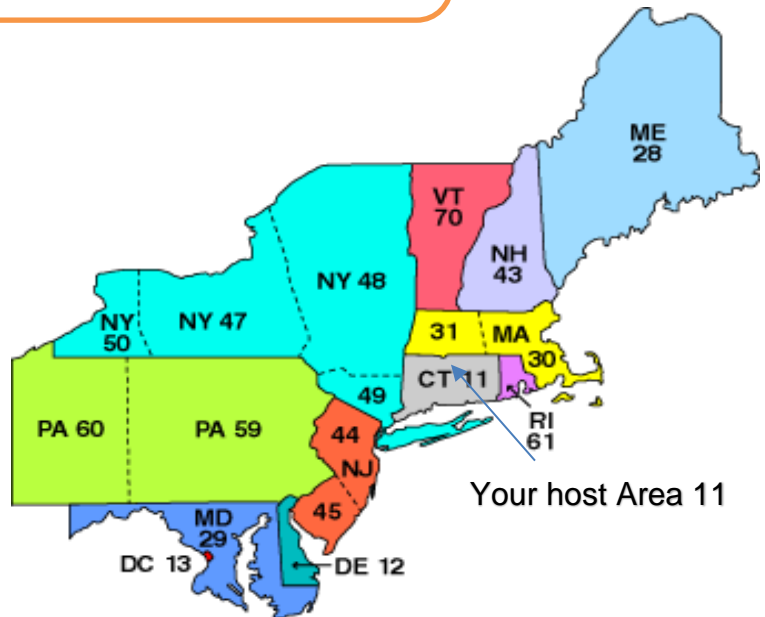 ME
28
VT
70
NH
43
NY 48
NY 47
NY
50
31
MA
30
CT 11
49
RI
61
PA 60
PA 59
44
NJ
45
Your host Area 11
MD
29
DC 13
DE 12